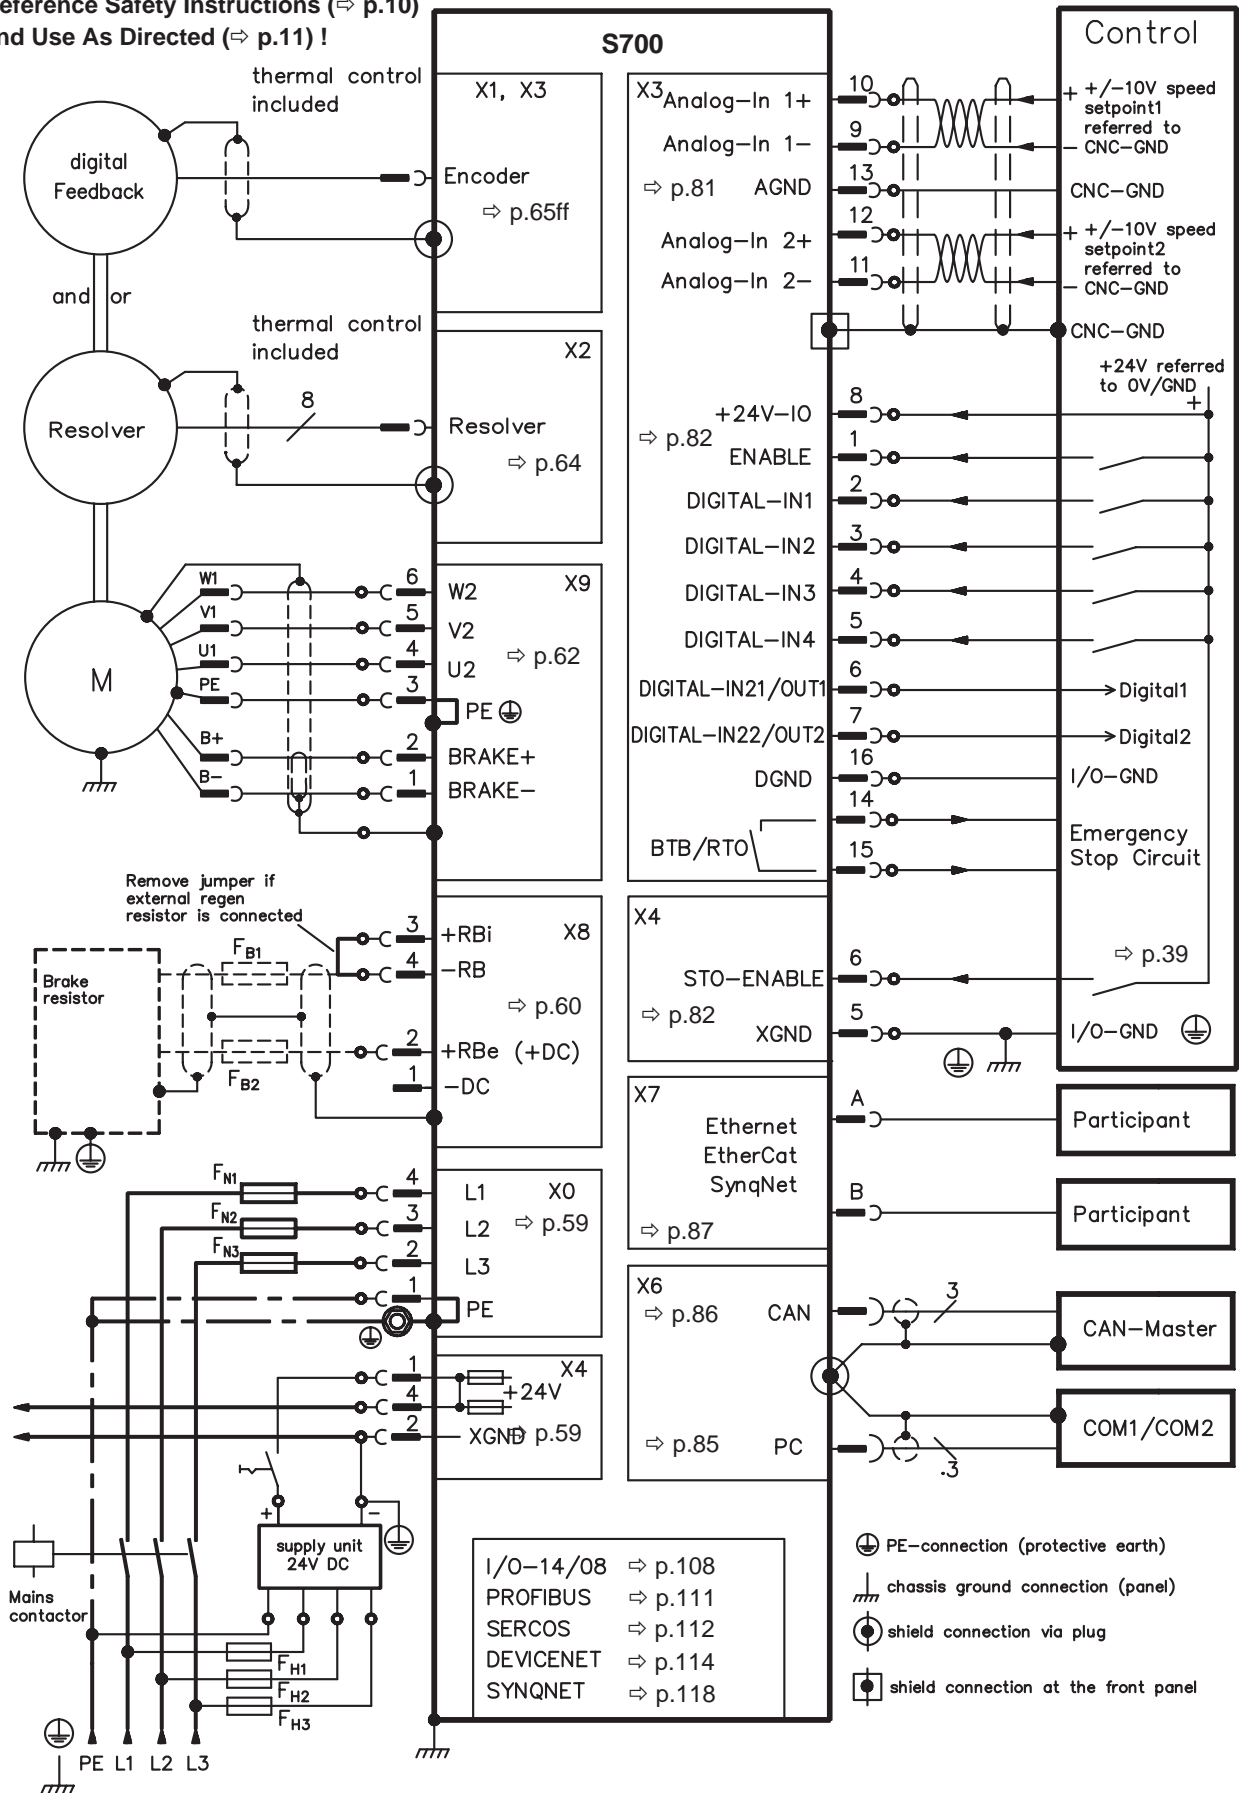 eference Safety Instructions (⇨ p.10)
nd Use As Directed (⇨ p.11) !
S700
Control
thermal control
included
digital
Feedback
X1, X3
Encoder
⇨ p.65ff
and or
thermal control
included
X2
Resolver
8
Resolver
⇨ p.64
X9
W1
6
W2
V1
5
V2
U1
4
U2
⇨ p.62
M
PE
3
PE
B+
2
BRAKE+
B−
1
BRAKE−
Remove jumper if
external regen
resistor is connected
X8
3
+RBi
FB1
4
−RB
Brake
resistor
⇨ p.60
2
+RBe (+DC)
FB2
1
−DC
X0
FN1
4
L1
FN2
3
L2
⇨ p.59
FN3
2
L3
1
PE
X4
1
+24V
4
2
XGND
⇨ p.59
+
−
supply unit
24V DC
Mains
contactor
FH1
FH2
FH3
PE L1 L2 L3
X3
Analog−In 1+
10
+ +/−10V speed
setpoint1
referred to
Analog−In 1−
9
− CNC−GND
⇨ p.81
AGND
13
CNC−GND
Analog−In 2+
12
+ +/−10V speed
setpoint2
referred to
Analog−In 2−
11
− CNC−GND
CNC−GND
+24V referred
to 0V/GND
+
+24V−IO
8
⇨ p.82
ENABLE
1
DIGITAL−IN1
2
DIGITAL−IN2
3
DIGITAL−IN3
4
DIGITAL−IN4
5
DIGITAL−IN21/OUT1
6
Digital1
DIGITAL−IN22/OUT2
7
Digital2
DGND
16
I/O−GND
14
BTB/RTO
15
Emergency
Stop Circuit
X4
⇨ p.39
STO−ENABLE
6
⇨ p.82
XGND
5
I/O−GND
X7
Ethernet
EtherCat
SynqNet
⇨ p.87
A
Participant
B
Participant
X6
⇨ p.86
CAN
3
CAN−Master
⇨ p.85
PC
.3
COM1/COM2
I/O−14/08 ⇨ p.108
PROFIBUS ⇨ p.111
SERCOS ⇨ p.112
DEVICENET ⇨ p.114
SYNQNET ⇨ p.118
PE−connection (protective earth)
chassis ground connection (panel)
shield connection via plug
shield connection at the front panel